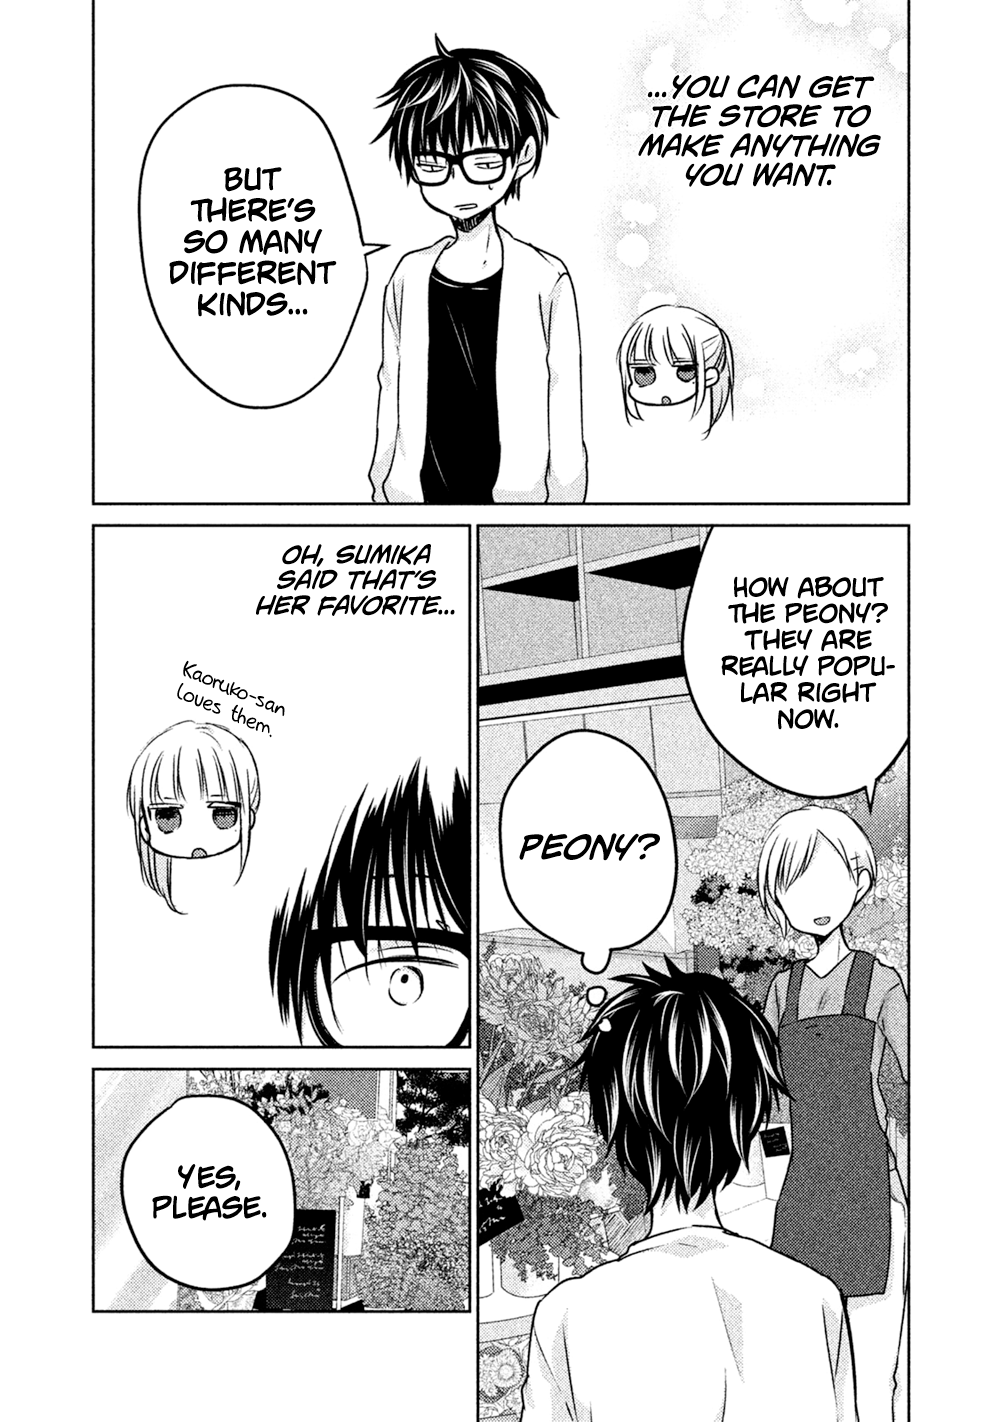 ...YOU CAN GET
THE STORE TO
MAKE ANYTHING
YOU WANT.
BUT
THERE'S
SO MANY
DIFFERENT
KINDS...
HOW ABOUT
THE PEONY?
THEY ARE
REALLY POPU-
LAR RIGHT
NOW.
PEONY?
OH, SUMIKA
SAID THAT'S
HER FAVORITE...
Kaoruko-san
loves them.
YES,
PLEASE.